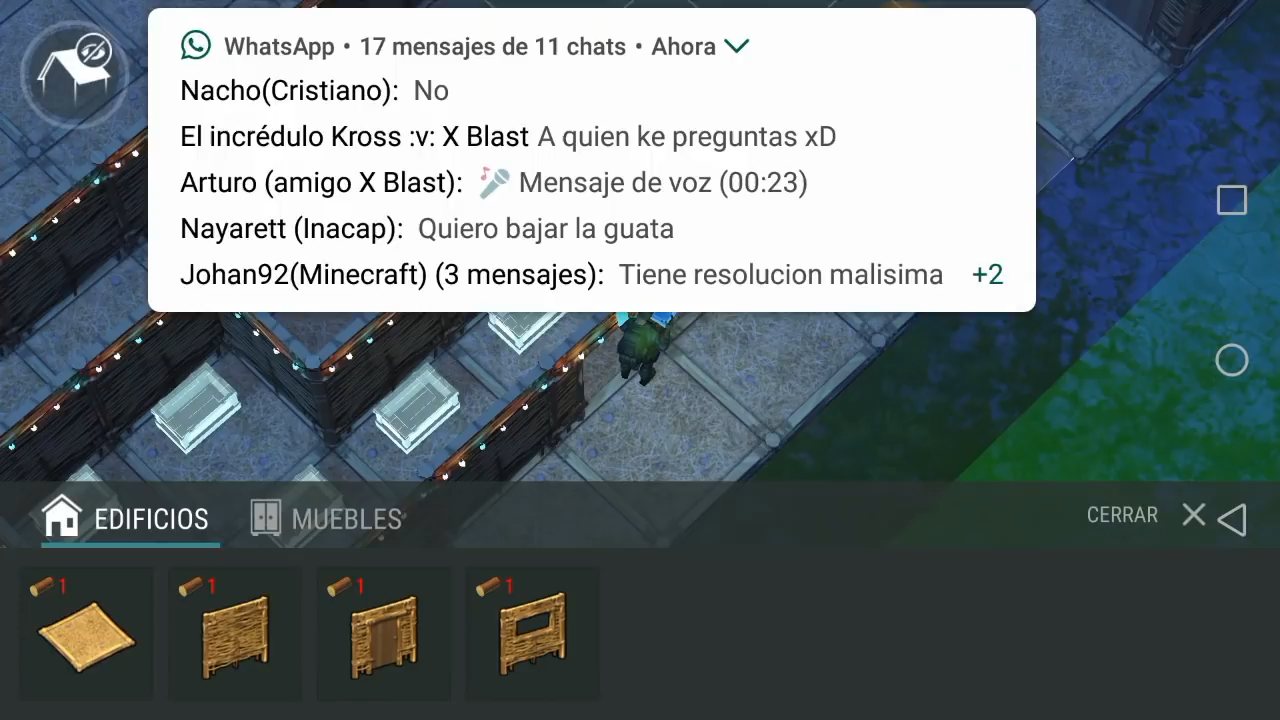 WhatsApp • 17 mensajes de 11 chats • Ahora
Nacho(Cristiano): No
El incrédulo Kross :v: X Blast A quien ke preguntas xD
Arturo (amigo X Blast): 🎤 Mensaje de voz (00:23)
Nayarett (Inacap): Quiero bajar la guata
Johan92(Minecraft) (3 mensajes): Tiene resolucion malisima +2
EDIFICIOS MUEBLES CERRAR
1 1 1 1